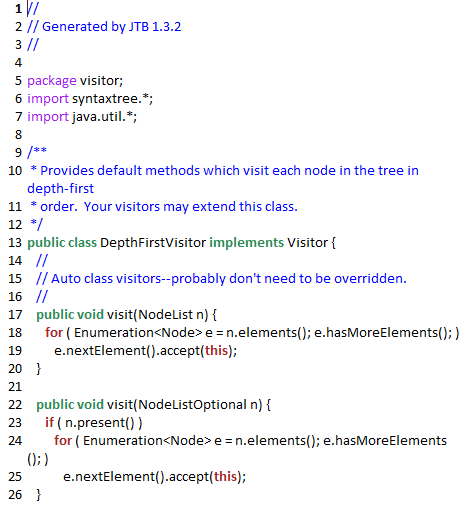 1 //
2 // Generated by JTB 1.3.2
3 //
4
5 package visitor;
6 import syntaxtree.*;
7 import java.util.*;
8
9 /**
10 * Provides default methods which visit each node in the tree in
depth-first
11 * order.  Your visitors may extend this class.
12 */
13 public class DepthFirstVisitor implements Visitor {
14 //
15 // Auto class visitors--probably don't need to be overridden.
16 //
17 public void visit(NodeList n) {
18 for ( Enumeration<Node> e = n.elements(); e.hasMoreElements(); )
19 e.nextElement().accept(this);
20 }
21
22 public void visit(NodeListOptional n) {
23 if ( n.present() )
24 for ( Enumeration<Node> e = n.elements(); e.hasMoreElements
(); )
25 e.nextElement().accept(this);
26 }